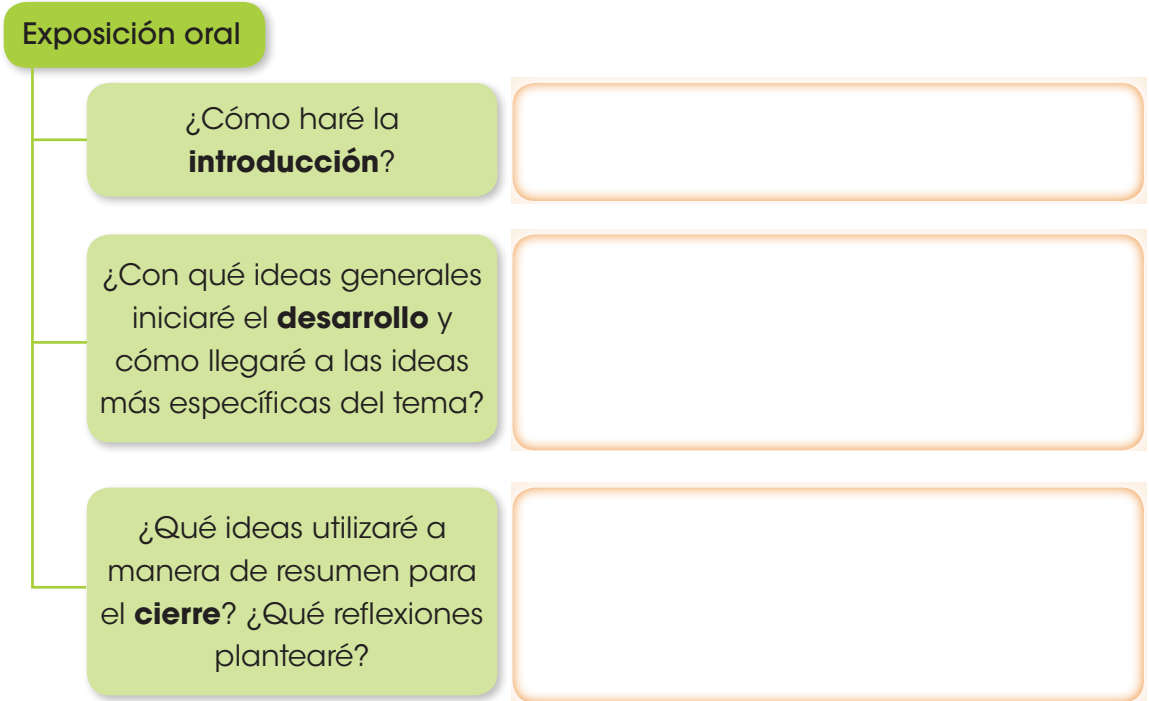 Exposición oral
¿Cómo haré la
introducción?
¿Con qué ideas generales
iniciaré el desarrollo y
cómo llegaré a las ideas
más específicas del tema?
¿Qué ideas utilizaré a
manera de resumen para
el cierre? ¿Qué reflexiones
plantearé?